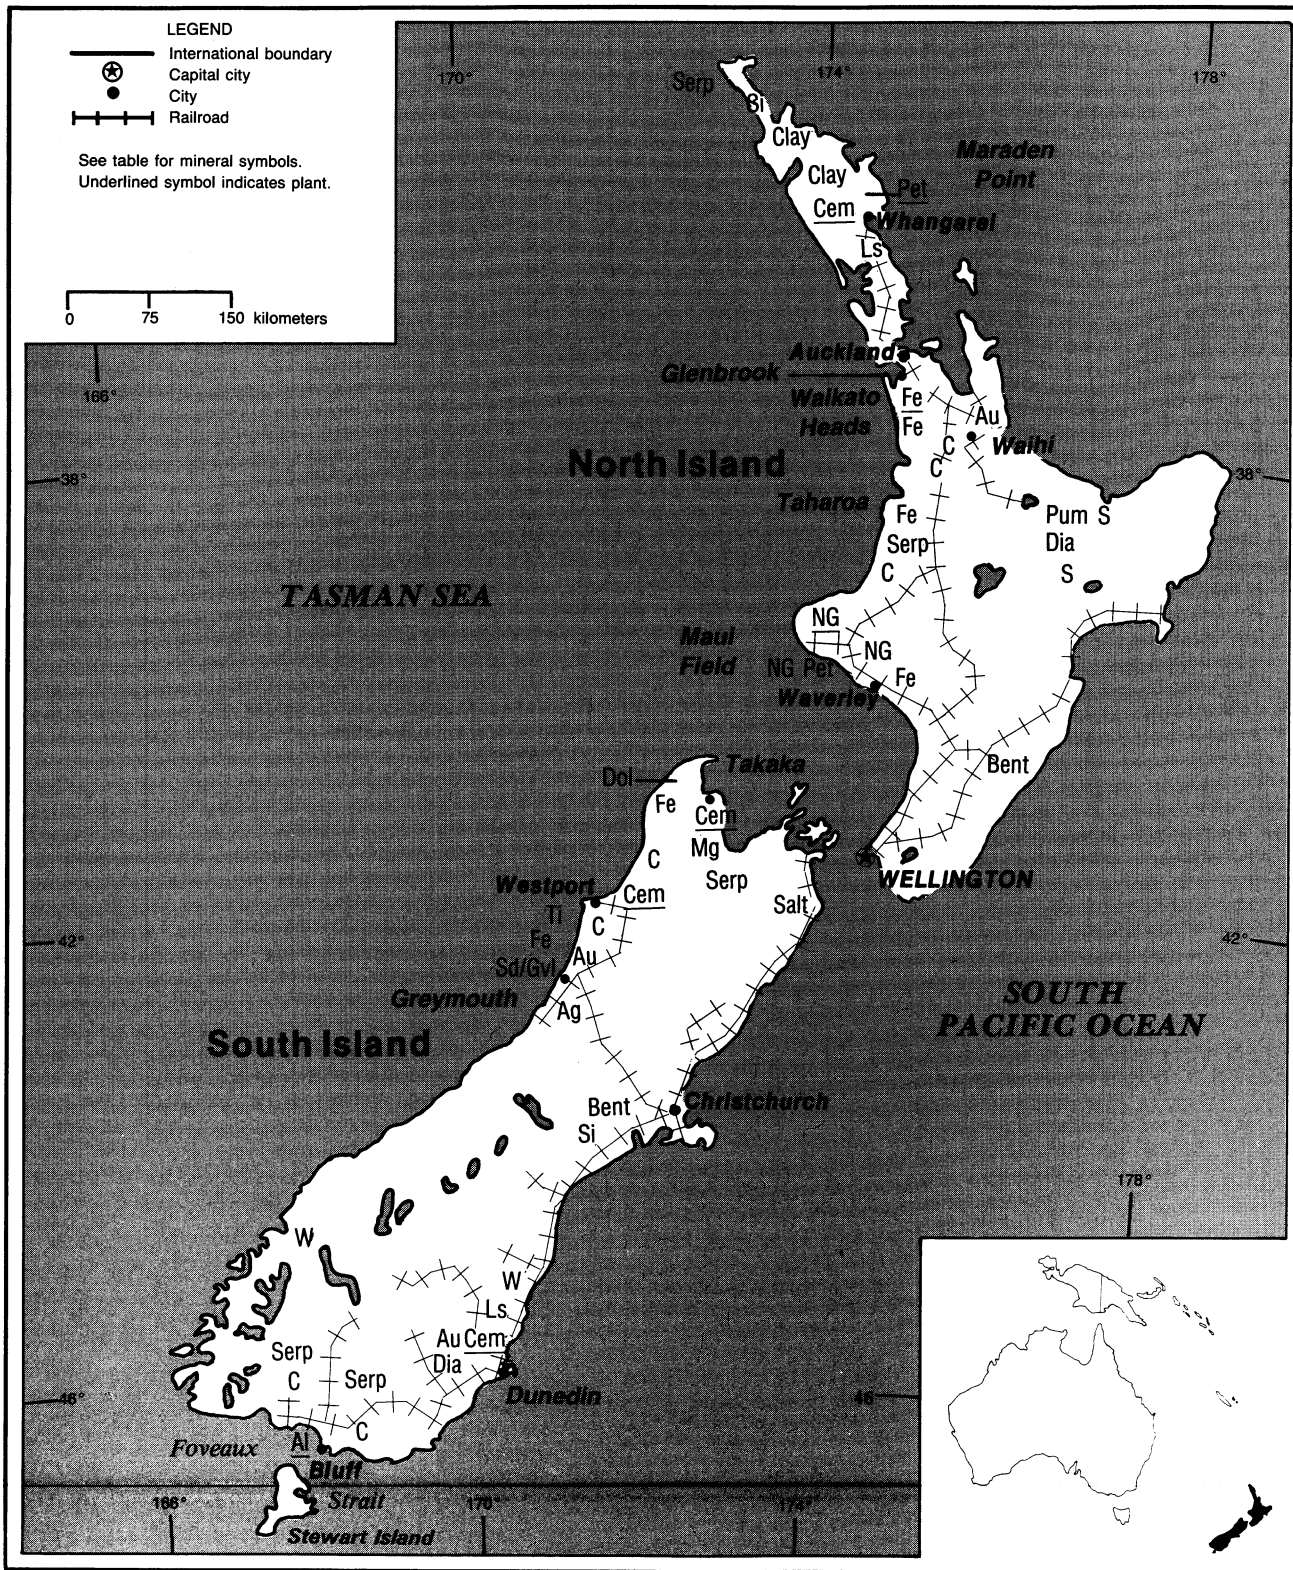 LEGEND
International boundary
Capital city
City
Railroad
See table for mineral symbols.
Underlined symbol indicates plant.
0 75 150 kilometers
170°
174°
178°
Serp
Si
Clay
Maraden
Point
Clay
Pet
Cem
Whangarei
Ls
Auckland
Glenbrook
166°
Waikato
Heads
Fe
Fe
Au
C
Waihi
C
North Island
38°
38°
Taharoa
Fe
Pum S
Serp
Dia
C
S
TASMAN SEA
NG
Maui
Field
NG
NG Pet
Fe
Waverley
Bent
Takaka
Dol
Fe
Cem
Mg
C
Serp
WELLINGTON
Westport
Cem
Salt
Ti
C
Fe
42°
42°
Au
Sd/Gvl
Greymouth
Ag
SOUTH
PACIFIC OCEAN
South Island
Christchurch
Bent
Si
178°
W
W
Ls
Au Cem
Serp
Dia
C
Serp
Dunedin
46°
46°
C
Foveaux
Al
Bluff
Strait
166°
170°
174°
Stewart Island